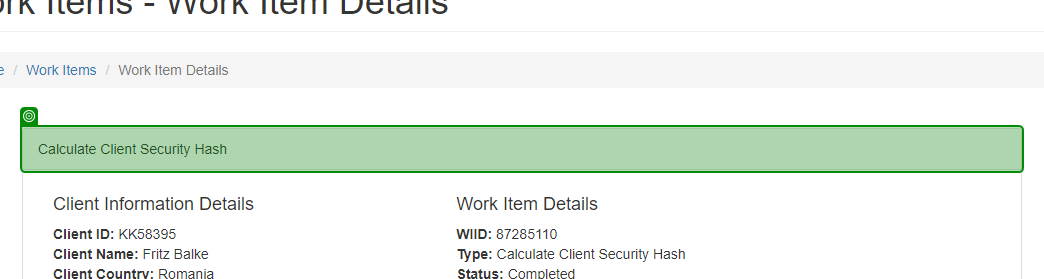 ork Items - Work Item Details
e / Work Items / Work Item Details
Calculate Client Security Hash
Client Information Details
Client ID: KK58395
Client Name: Fritz Balke
Client Country: Romania
Work Item Details
WIID: 87285110
Type: Calculate Client Security Hash
Status: Completed